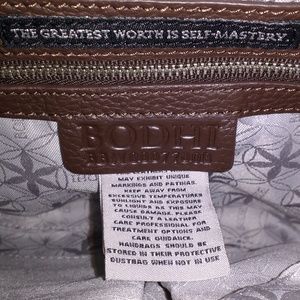 THE GREATEST WORTH IS SELF-MASTERY.
BODHI
MAY EXHIBIT UNIQUE
MARKINGS AND PATINAS.
KEEP AWAY FROM
EXCESSIVE TEMPERATURES
SUNLIGHT AND EXPOSURE
TO LIQUIDS AS THIS MAY
CAUSE DAMAGE. PLEASE
CONSULT A LEATHER
CARE PROFESSIONAL FOR
TREATMENT OPTIONS AND
CARE GUIDANCE.
HANDBAGS SHOULD BE
STORED IN THEIR PROTECTIVE
DUSTBAG WHEN NOT IN USE